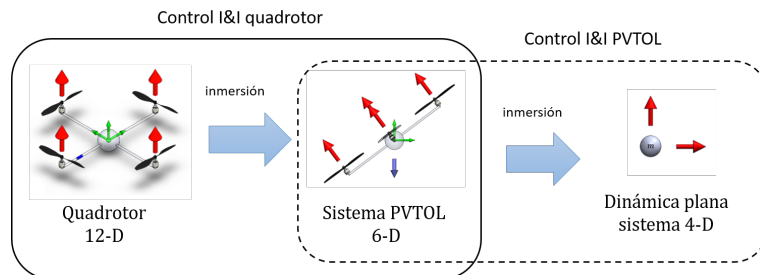 Control I&I quadrotor
Control I&I PVTOL
inmersión
inmersión
m
Quadrotor
12-D
Sistema PVTOL
6-D
Dinámica plana
sistema 4-D